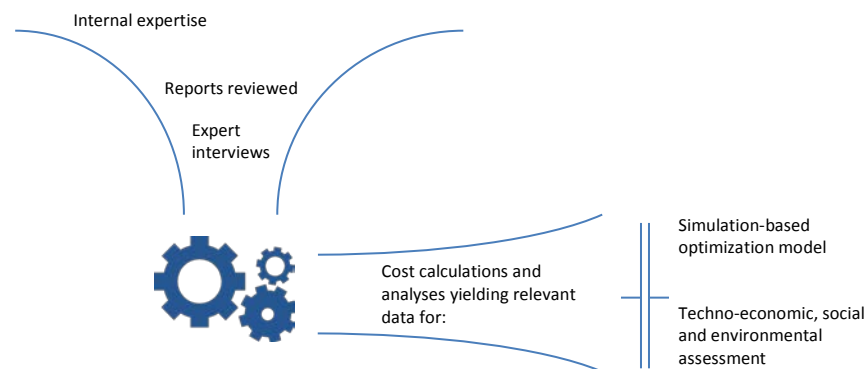 Internal expertise
Reports reviewed
Expert
interviews
Cost calculations and
analyses yielding relevant
data for:
Simulation-based
optimization model
Techno-economic, social
and environmental
assessment